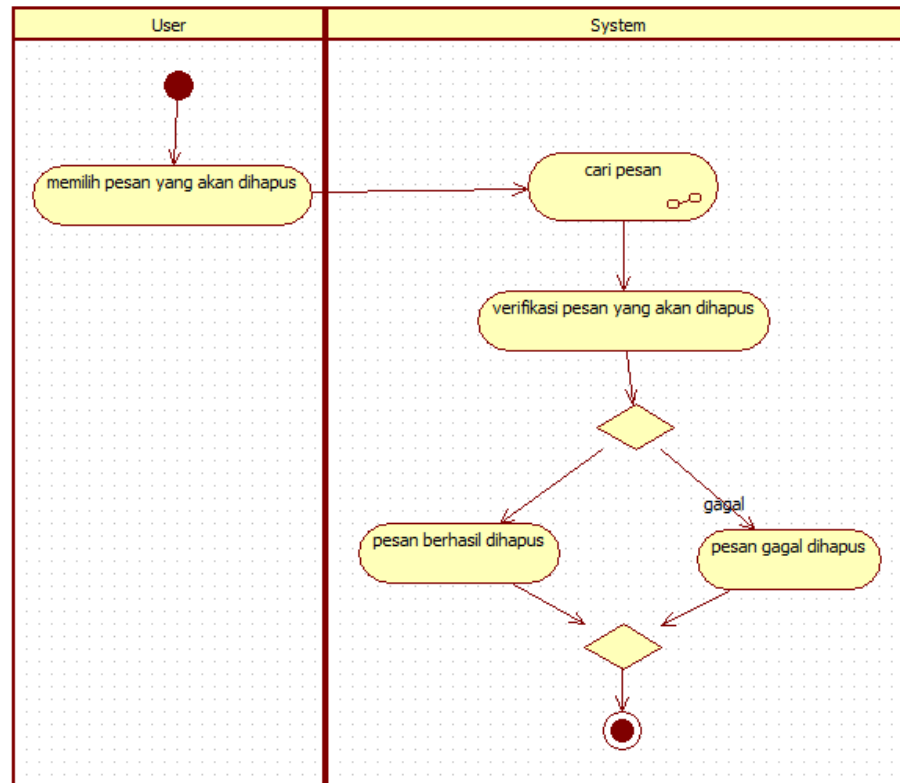 User
System
memilih pesan yang akan dihapus
cari pesan
verifikasi pesan yang akan dihapus
gagal
pesan berhasil dihapus
pesan gagal dihapus